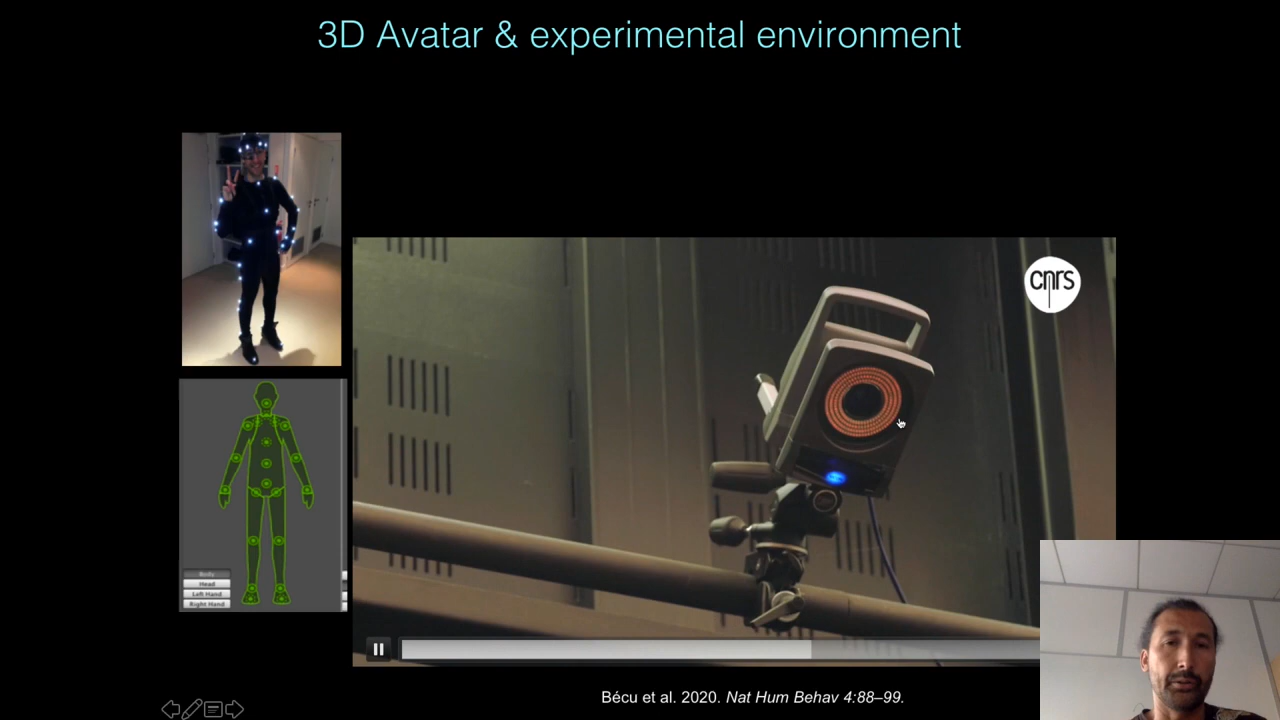 3D Avatar & experimental environment
cnrs
Body
Head
Left Hand
Right Hand
Bécu et al. 2020. Nat Hum Behav 4:88–99.